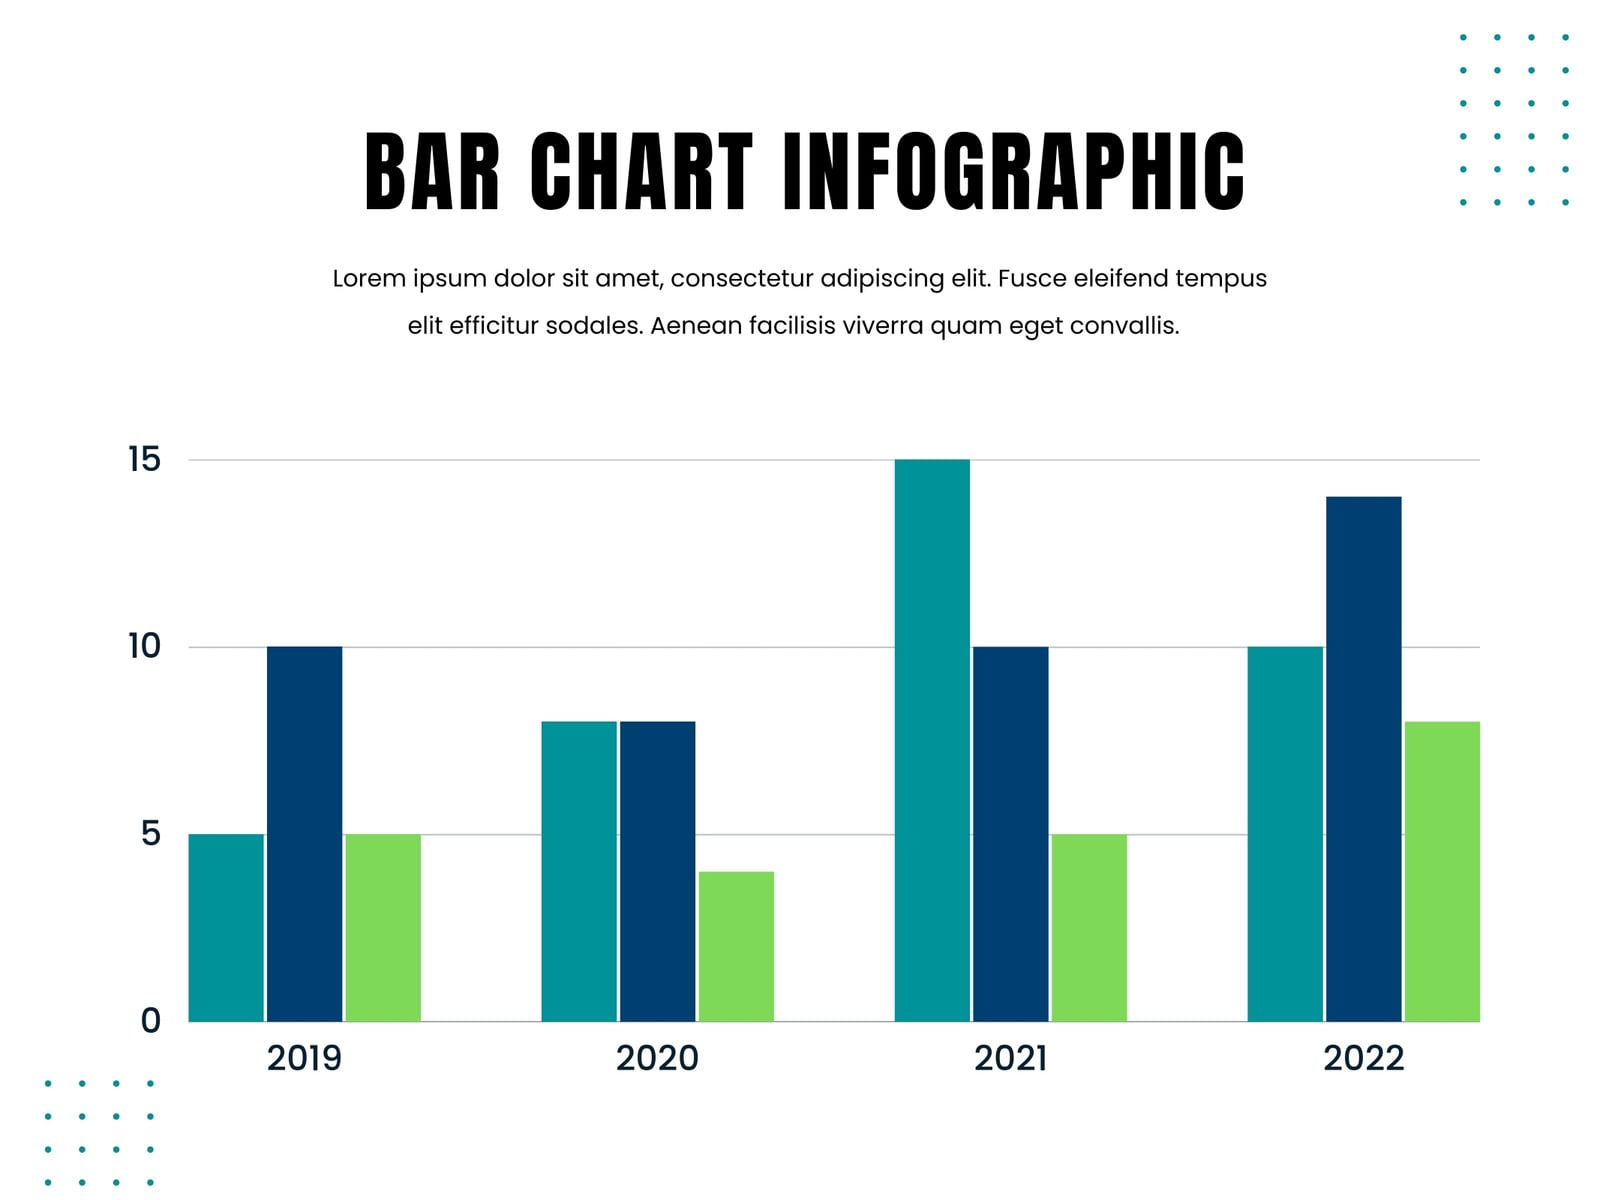 BAR CHART INFOGRAPHIC
Lorem ipsum dolor sit amet, consectetur adipiscing elit. Fusce eleifend tempus
elit efficitur sodales. Aenean facilisis viverra quam eget convallis.
15
10
5
0
2019 2020 2021 2022